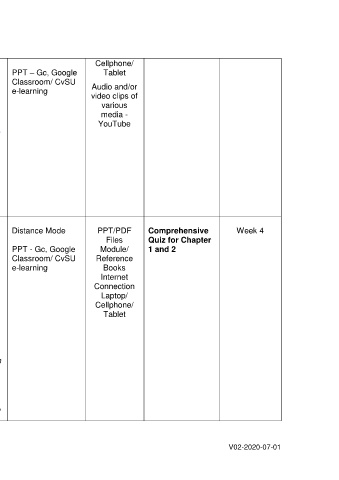 Cellphone/
Tablet
PPT – Gc, Google
Classroom/ CvSU
e-learning
Audio and/or
video clips of
various
media -
YouTube
Distance Mode
PPT - Gc, Google
Classroom/ CvSU
e-learning
PPT/PDF
Files
Module/
Reference
Books
Internet
Connection
Laptop/
Cellphone/
Tablet
Comprehensive
Quiz for Chapter
1 and 2
Week 4
V02-2020-07-01